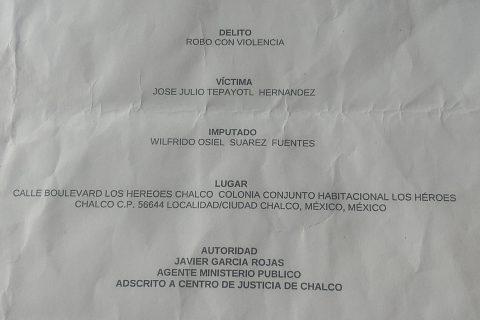 DELITO
ROBO CON VIOLENCIA
VÍCTIMA
JOSE JULIO TEPAYOTL HERNANDEZ
IMPUTADO
WILFRIDO OSIEL SUAREZ FUENTES
LUGAR
CALLE BOULEVARD LOS HEREOES CHALCO COLONIA CONJUNTO HABITACIONAL LOS HÉROES
CHALCO C.P. 56644 LOCALIDAD/CIUDAD CHALCO, MÉXICO, MÉXICO
AUTORIDAD
JAVIER GARCIA ROJAS
AGENTE MINISTERIO PUBLICO
ADSCRITO A CENTRO DE JUSTICIA DE CHALCO